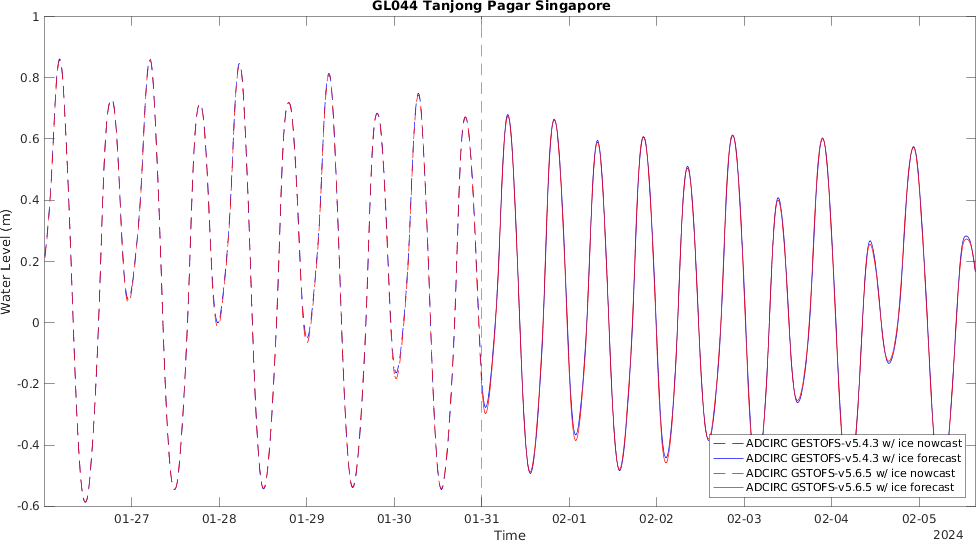 GL044 Tanjong Pagar Singapore
1
0.8
0.6
0.4
0.2
0
-0.2
-0.4
-0.6
Water Level (m)
ADCIRC GESTOFS-v5.4.3 w/ ice nowcast
ADCIRC GESTOFS-v5.4.3 w/ ice forecast
ADCIRC GSTOFS-v5.6.5 w/ ice nowcast
ADCIRC GSTOFS-v5.6.5 w/ ice forecast
01-27 01-28 01-29 01-30 01-31 02-01 02-02 02-03 02-04 02-05
Time
2024